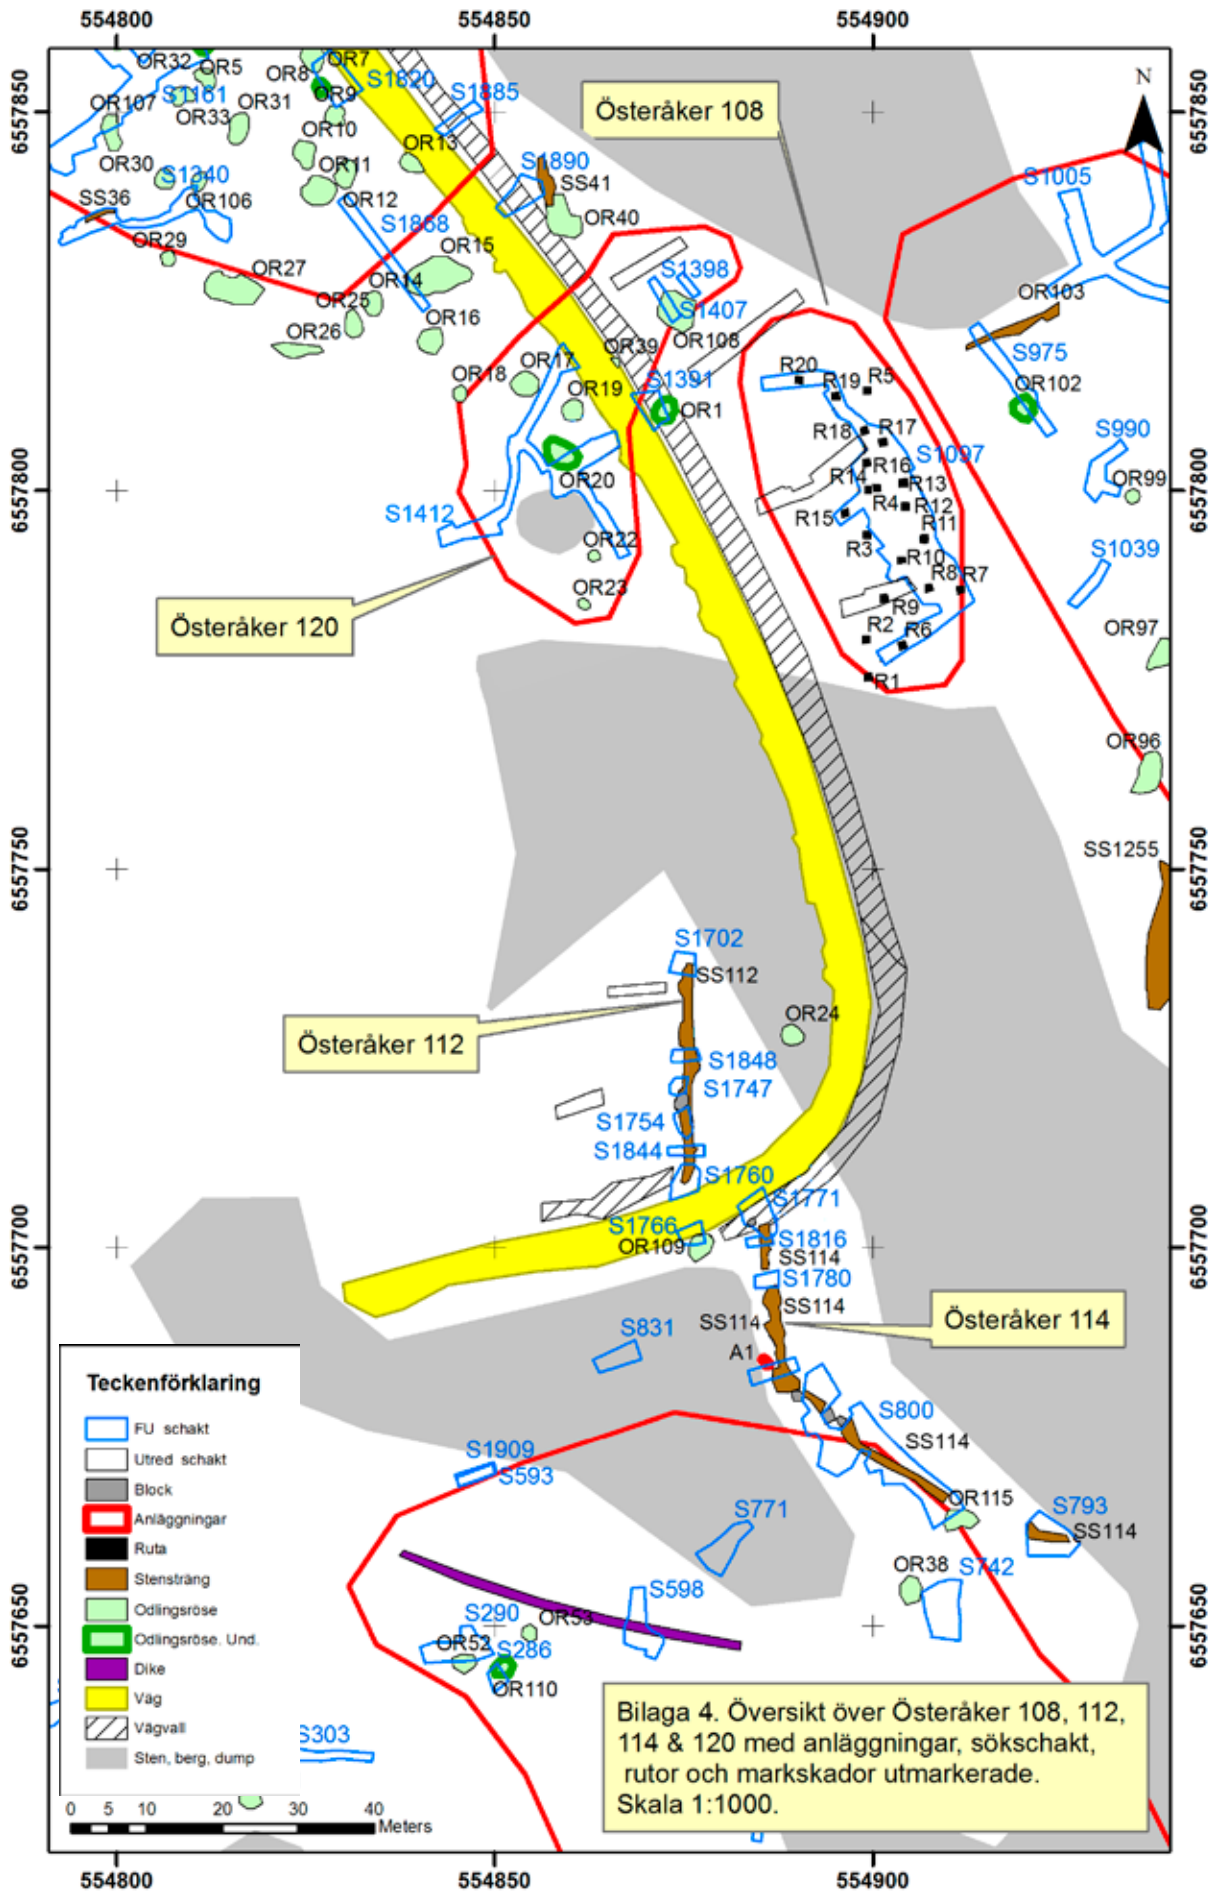 554800
554850
554900
6557850
6557850
6557800
6557800
6557750
6557750
6557700
6557700
6557650
6557650
554800
554850
554900
N
Österåker 108
Österåker 120
Österåker 112
Österåker 114
OR32
OR5
OR8
OR7
OR9
S1820
S1885
S1161
OR107
OR33
OR31
OR10
OR13
OR30
S1340
OR11
S1890
SS41
SS36
OR106
OR12
OR40
S1868
OR29
OR15
S1398
S1005
OR27
OR14
OR25
S1407
OR103
OR26
OR16
OR108
S975
OR39
OR17
R20
R5
OR18
S1391
R19
OR102
OR19
OR1
R18
R17
S990
R16
S1097
OR20
R14
R13
OR99
R4
R12
S1412
R15
R11
OR22
R3
R10
S1039
OR23
R8
R7
R9
R2
R6
OR97
R1
OR96
SS1255
S1702
SS112
OR24
S1848
S1747
S1754
S1844
S1760
S1771
S1766
OR109
S1816
SS114
S1780
SS114
SS114
S831
A1
S800
SS114
S1909
S593
OR115
S771
S793
SS114
OR38
S742
S598
S290
OR53
OR52
S286
OR110
S303
Teckenförklaring
FU schakt
Utred schakt
Block
Anläggningar
Ruta
Stensträng
Odlingsröse
Odlingsröse. Und.
Dike
Väg
Vägvall
Sten, berg, dump
0 5 10 20 30 40
Meters
Bilaga 4. Översikt över Österåker 108, 112,
114 & 120 med anläggningar, sökschakt,
rutor och markskador utmarkerade.
Skala 1:1000.